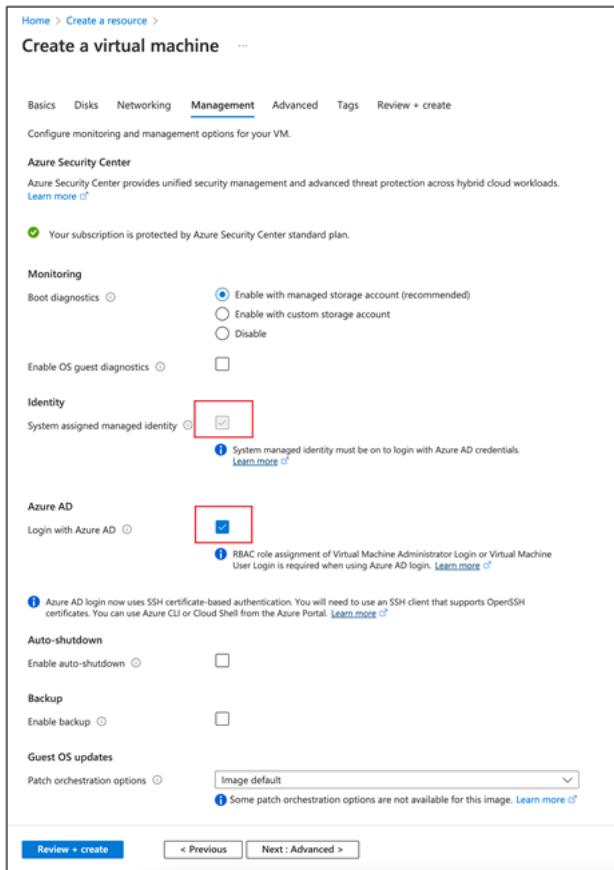 Home > Create a resource >
Create a virtual machine ...
Basics Disks Networking Management Advanced Tags Review + create
Configure monitoring and management options for your VM.
Azure Security Center
Azure Security Center provides unified security management and advanced threat protection across hybrid cloud workloads.
Learn more
Your subscription is protected by Azure Security Center standard plan.
Monitoring
Boot diagnostics
Enable with managed storage account (recommended)
Enable with custom storage account
Disable
Enable OS guest diagnostics
Identity
System assigned managed identity
System managed identity must be on to login with Azure AD credentials.
Learn more
Azure AD
Login with Azure AD
RBAC role assignment of Virtual Machine Administrator Login or Virtual Machine
User Login is required when using Azure AD login. Learn more
Azure AD login now uses SSH certificate-based authentication. You will need to use an SSH client that supports OpenSSH
certificates. You can use Azure CLI or Cloud Shell from the Azure Portal. Learn more
Auto-shutdown
Enable auto-shutdown
Backup
Enable backup
Guest OS updates
Patch orchestration options
Image default
Some patch orchestration options are not available for this image. Learn more
Review + create < Previous Next : Advanced >